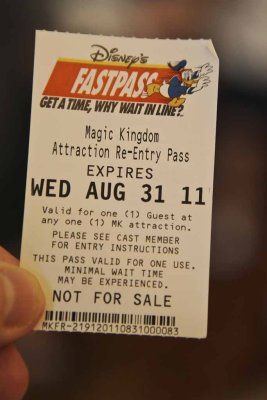 Disney's
FASTPASS
GET A TIME, WHY WAIT IN LINE?
Magic Kingdom
Attraction Re-Entry Pass
EXPIRES
WED AUG 31 11
Valid for one (1) Guest at
any one (1) MK attraction.
PLEASE SEE CAST MEMBER
FOR ENTRY INSTRUCTIONS
THIS PASS VALID FOR ONE USE.
MINIMAL WAIT TIME
MAY BE EXPERIENCED.
NOT FOR SALE
MKFR-219120110831000083